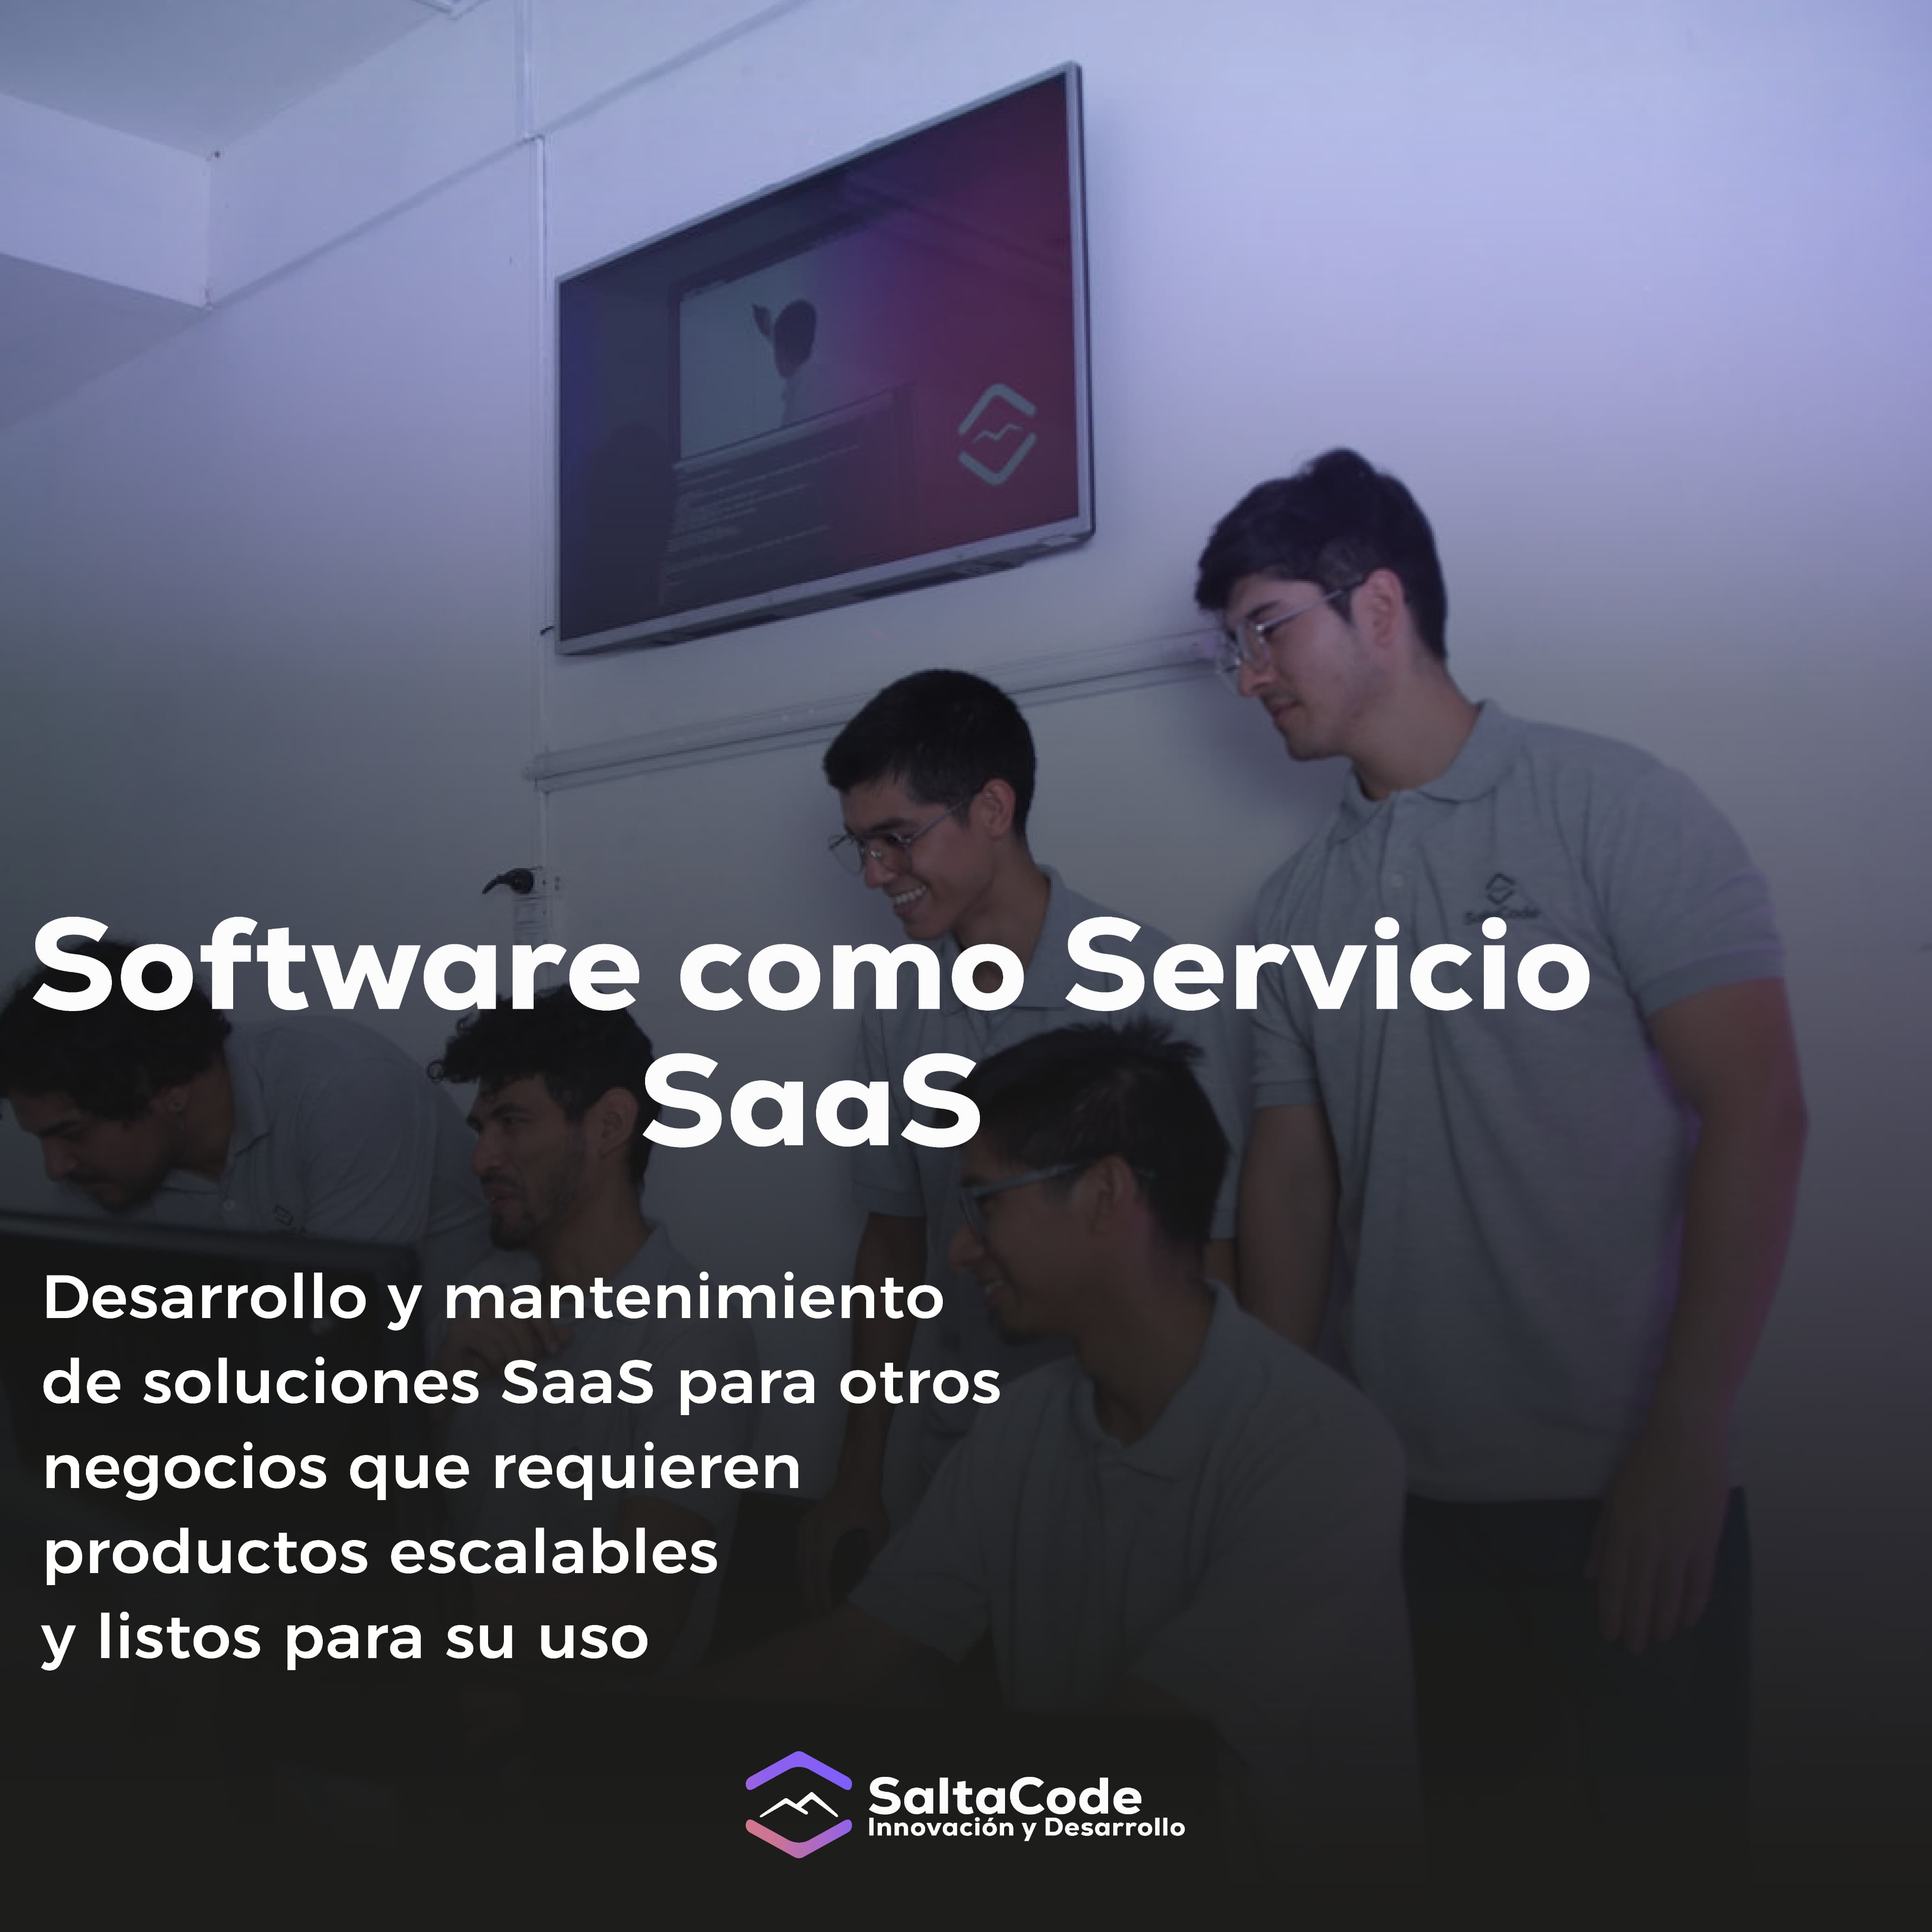 Software como Servicio
SaaS
Desarrollo y mantenimiento
de soluciones SaaS para otros
negocios que requieren
productos escalables
y listos para su uso
SaltaCode
Innovación y Desarrollo